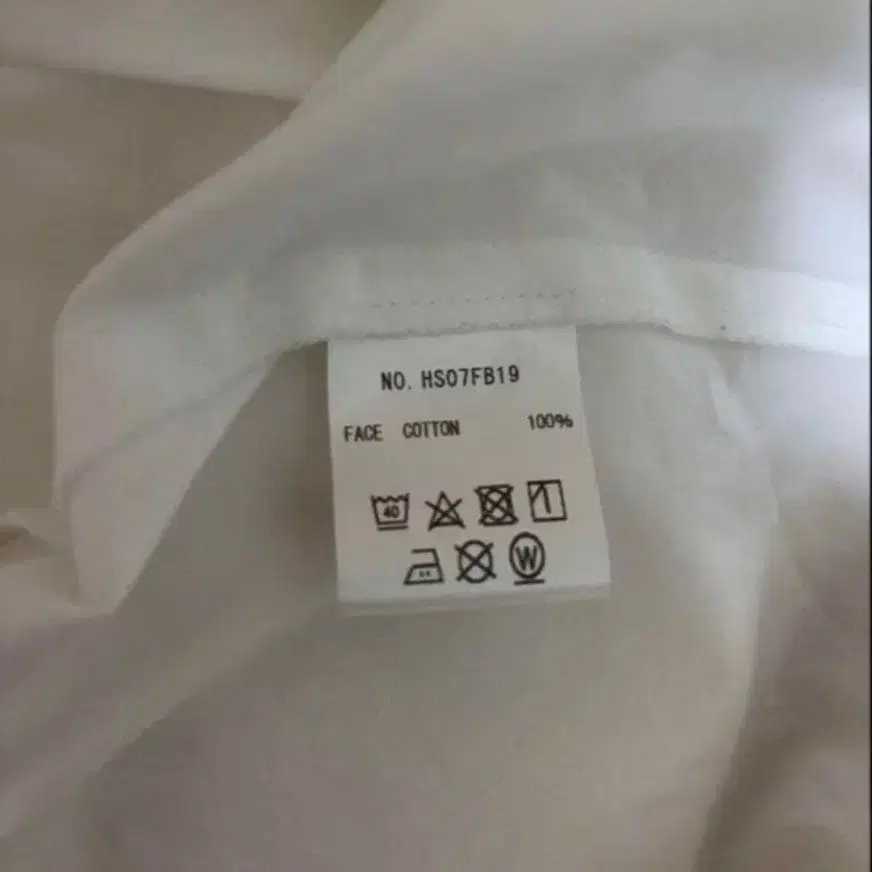 NO. HS07FB19
FACE COTTON 100%
40
W